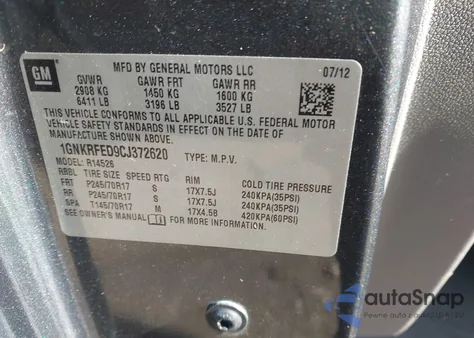 GM
MFD BY GENERAL MOTORS LLC 07/12
GVWR GAWR FRT GAWR RR
2908 KG 1450 KG 1600 KG
6411 LB 3196 LB 3527 LB
THIS VEHICLE CONFORMS TO ALL APPLICABLE U.S. FEDERAL MOTOR
VEHICLE SAFETY STANDARDS IN EFFECT ON THE DATE OF
MANUFACTURE SHOWN ABOVE.
1GNKRFED9CJ372620 TYPE: M.P.V.
MODEL: R14526
RBBL TIRE SIZE SPEED RTG RIM COLD TIRE PRESSURE
FRT P245/70R17 S 17X7.5J 240KPA(35PSI)
RR P245/70R17 S 17X7.5J 240KPA(35PSI)
SPA T145/70R17 M 17X4.5B 420KPA(60PSI)
SEE OWNER'S MANUAL FOR MORE INFORMATION
autoSnap